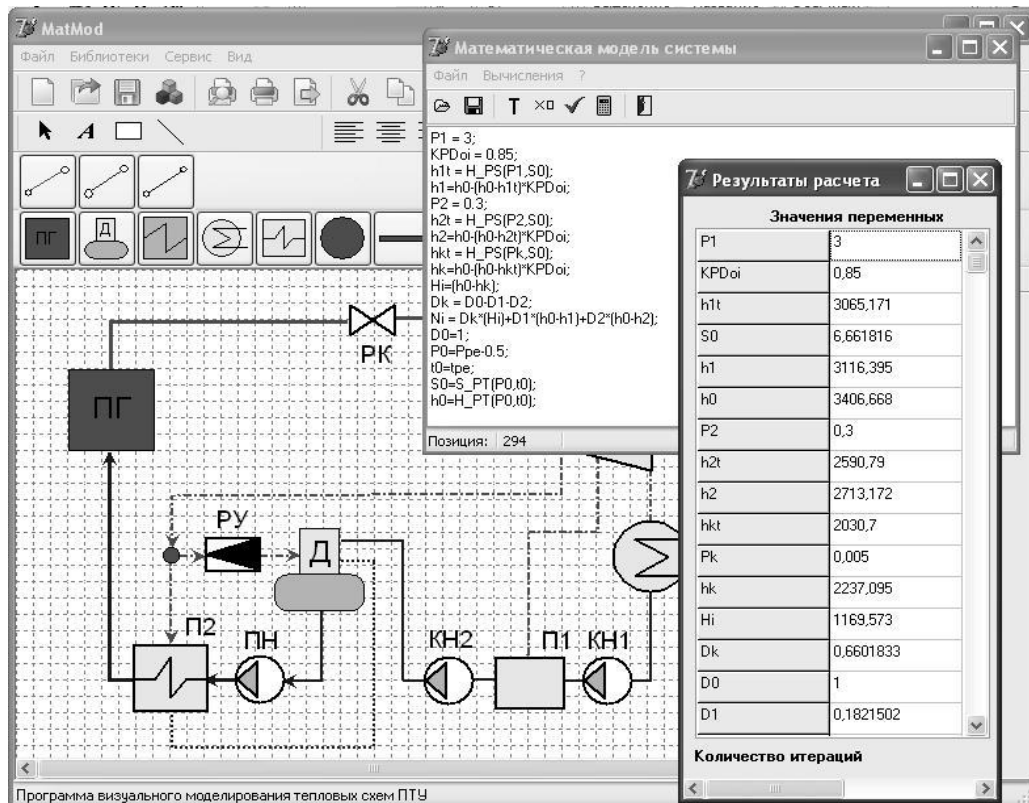 MatMod
Файл Библиотеки Сервис Вид
A
ПГ
Д
РК
ПГ
РУ
Д
П2
ПН
КН2
П1
КН1
Программа визуального моделирования тепловых схем ПТУ
Математическая модель системы
Файл Вычисления ?
T
P1 = 3;
KPDoi = 0.85;
h1t = H_PS(P1,S0);
h1=h0-(h0-h1t)*KPDoi;
P2 = 0.3;
h2t = H_PS(P2,S0);
h2=h0-(h0-h2t)*KPDoi;
hkt = H_PS(Pk,S0);
hk=h0-(h0-hkt)*KPDoi;
Hi=(h0-hk);
Dk = D0-D1-D2;
Ni = Dk*(Hi)+D1*(h0-h1)+D2*(h0-h2);
D0=1;
P0=Ppe-0.5;
t0=tpe;
S0=S_PT(P0,t0);
h0=H_PT(P0,t0);
Позиция: 294
Результаты расчета
Значения переменных
P1 3
KPDoi 0,85
h1t 3065,171
S0 6,661816
h1 3116,395
h0 3406,668
P2 0,3
h2t 2590,79
h2 2713,172
hkt 2030,7
Pk 0,005
hk 2237,095
Hi 1169,573
Dk 0,6601833
D0 1
D1 0,1821502
Количество итераций